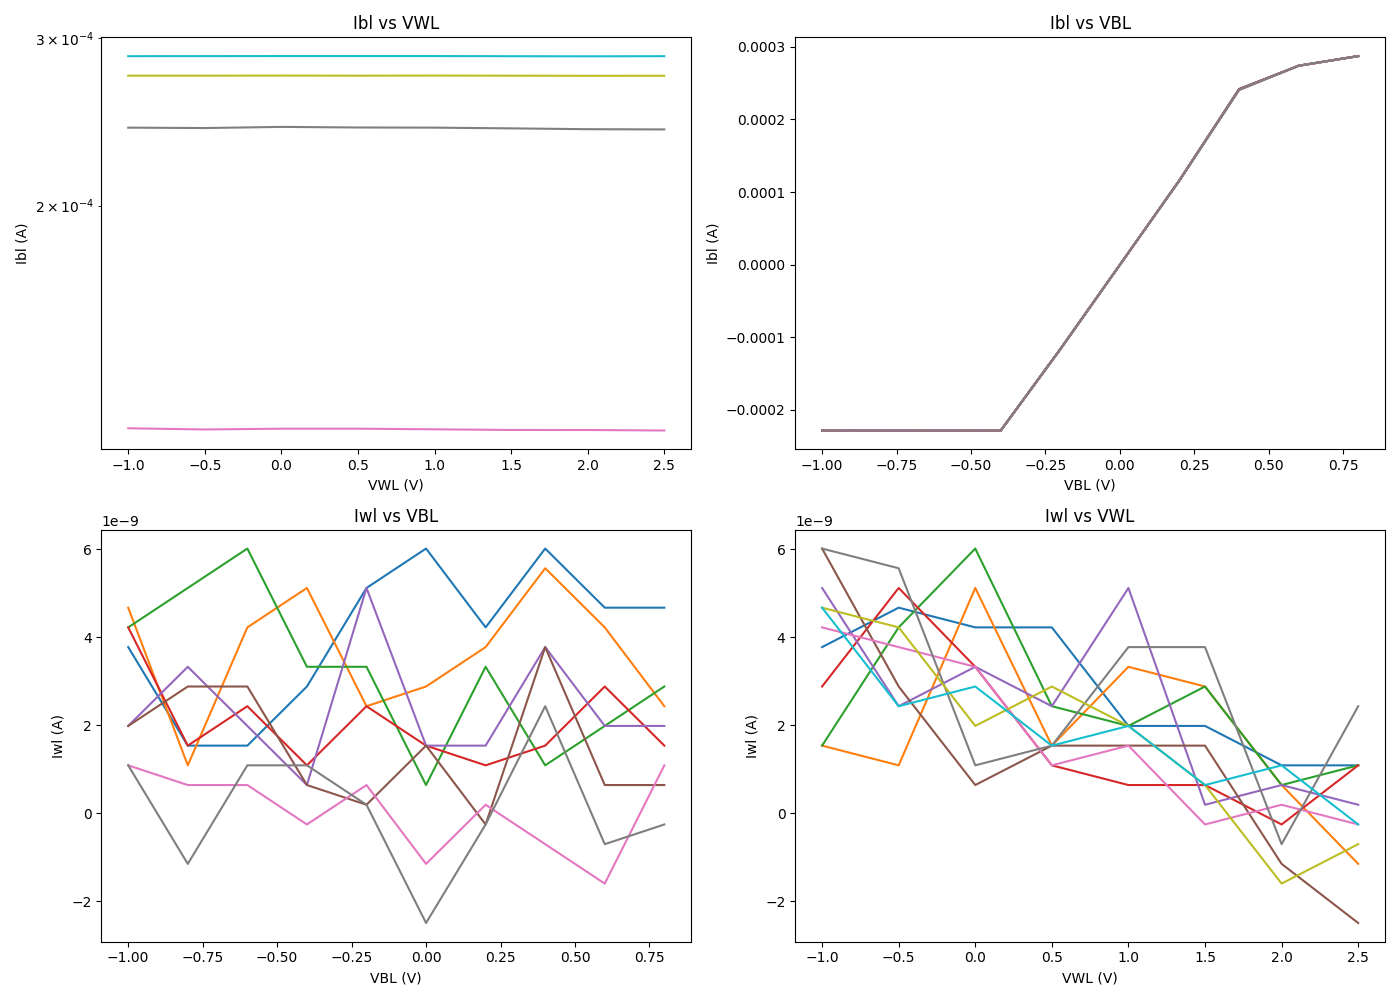 Ibl vs VWL
3 × 10⁻⁴
2 × 10⁻⁴
Ibl (A)
−1.0 −0.5 0.0 0.5 1.0 1.5 2.0 2.5
VWL (V)
Ibl vs VBL
0.0003
0.0002
0.0001
0.0000
−0.0001
−0.0002
Ibl (A)
−1.00 −0.75 −0.50 −0.25 0.00 0.25 0.50 0.75
VBL (V)
Iwl vs VBL
1e−9
6
4
2
0
−2
Iwl (A)
−1.00 −0.75 −0.50 −0.25 0.00 0.25 0.50 0.75
VBL (V)
Iwl vs VWL
1e−9
6
4
2
0
−2
Iwl (A)
−1.0 −0.5 0.0 0.5 1.0 1.5 2.0 2.5
VWL (V)